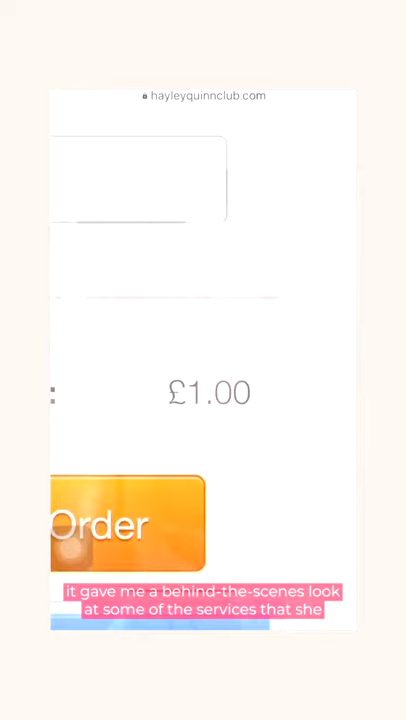 hayleyquinnclub.com
: £1.00
Order
it gave me a behind-the-scenes look
at some of the services that she